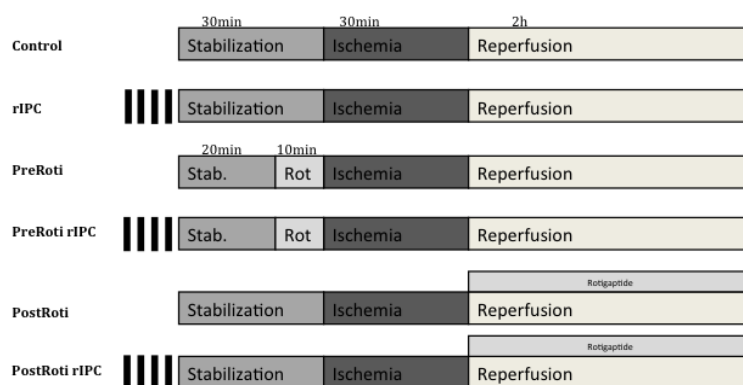 30min 30min 2h
Control Stabilization Ischemia Reperfusion
rIPC Stabilization Ischemia Reperfusion
20min 10min
PreRoti Stab. Rot Ischemia Reperfusion
PreRoti rIPC Stab. Rot Ischemia Reperfusion
Rotigaptide
PostRoti Stabilization Ischemia Reperfusion
Rotigaptide
PostRoti rIPC Stabilization Ischemia Reperfusion